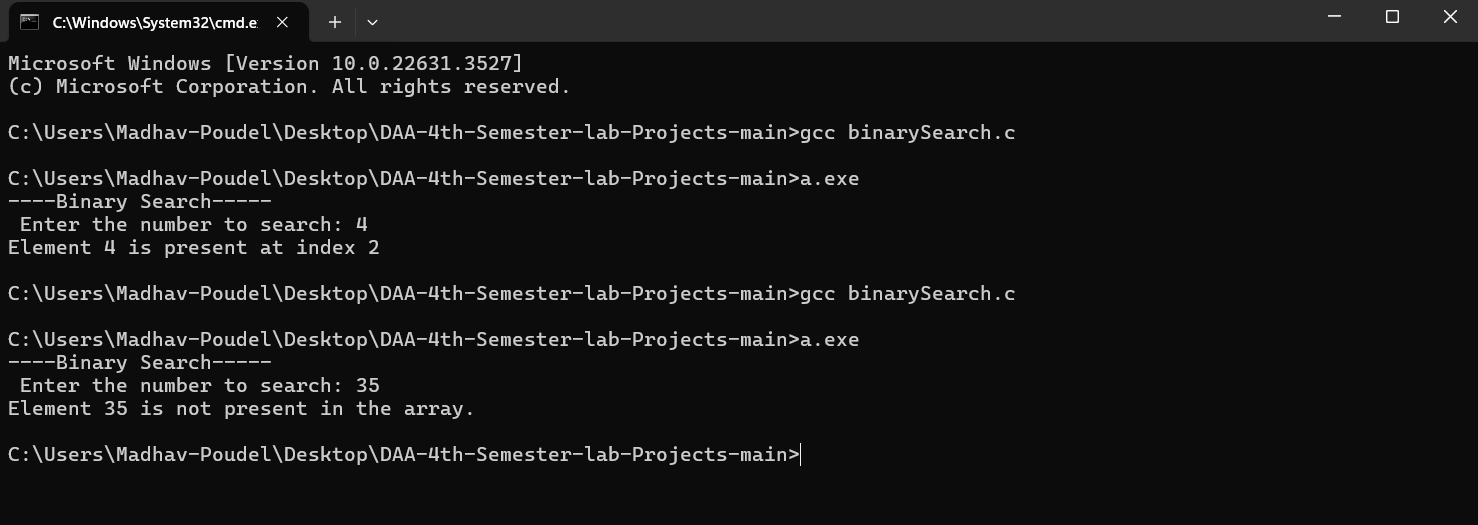 C:\Windows\System32\cmd.e:
Microsoft Windows [Version 10.0.22631.3527]
(c) Microsoft Corporation. All rights reserved.
C:\Users\Madhav-Poudel\Desktop\DAA-4th-Semester-lab-Projects-main>gcc binarySearch.c
C:\Users\Madhav-Poudel\Desktop\DAA-4th-Semester-lab-Projects-main>a.exe
----Binary Search-----
 Enter the number to search: 4
Element 4 is present at index 2
C:\Users\Madhav-Poudel\Desktop\DAA-4th-Semester-lab-Projects-main>gcc binarySearch.c
C:\Users\Madhav-Poudel\Desktop\DAA-4th-Semester-lab-Projects-main>a.exe
----Binary Search-----
 Enter the number to search: 35
Element 35 is not present in the array.
C:\Users\Madhav-Poudel\Desktop\DAA-4th-Semester-lab-Projects-main>